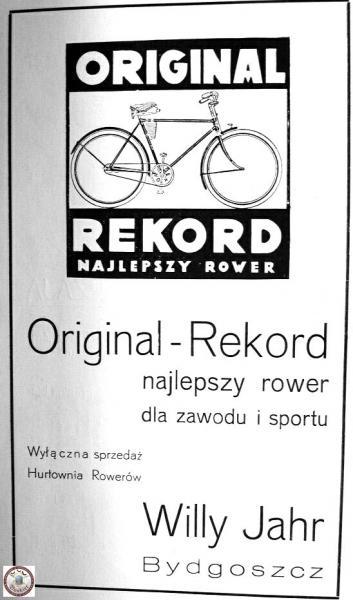 ORIGINAL
REKORD
NAJLEPSZY ROWER
Original-Rekord
najlepszy rower
dla zawodu i sportu
Wyłączna sprzedaż
Hurtownia Rowerów
Willy Jahr
Bydgoszcz